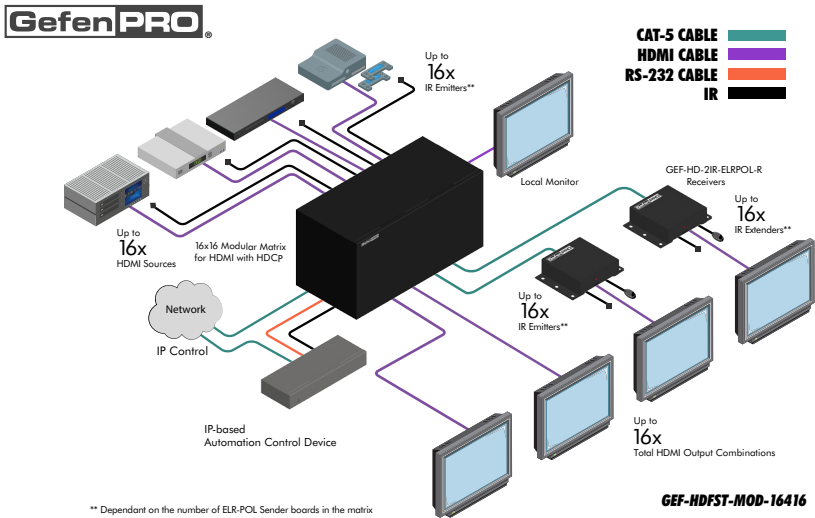 GefenPRO®
CAT-5 CABLE
HDMI CABLE
RS-232 CABLE
IR
Up to
16x
IR Emitters**
Local Monitor
GEF-HD-2IR-ELRPOL-R
Receivers
Up to
16x
IR Extenders**
Up to
16x
HDMI Sources
16x16 Modular Matrix
for HDMI with HDCP
GefenPRO
GefenPRO
Up to
16x
IR Emitters**
Network
IP Control
IP-based
Automation Control Device
Up to
16x
Total HDMI Output Combinations
** Dependant on the number of ELR-POL Sender boards in the matrix
GEF-HDFST-MOD-16416